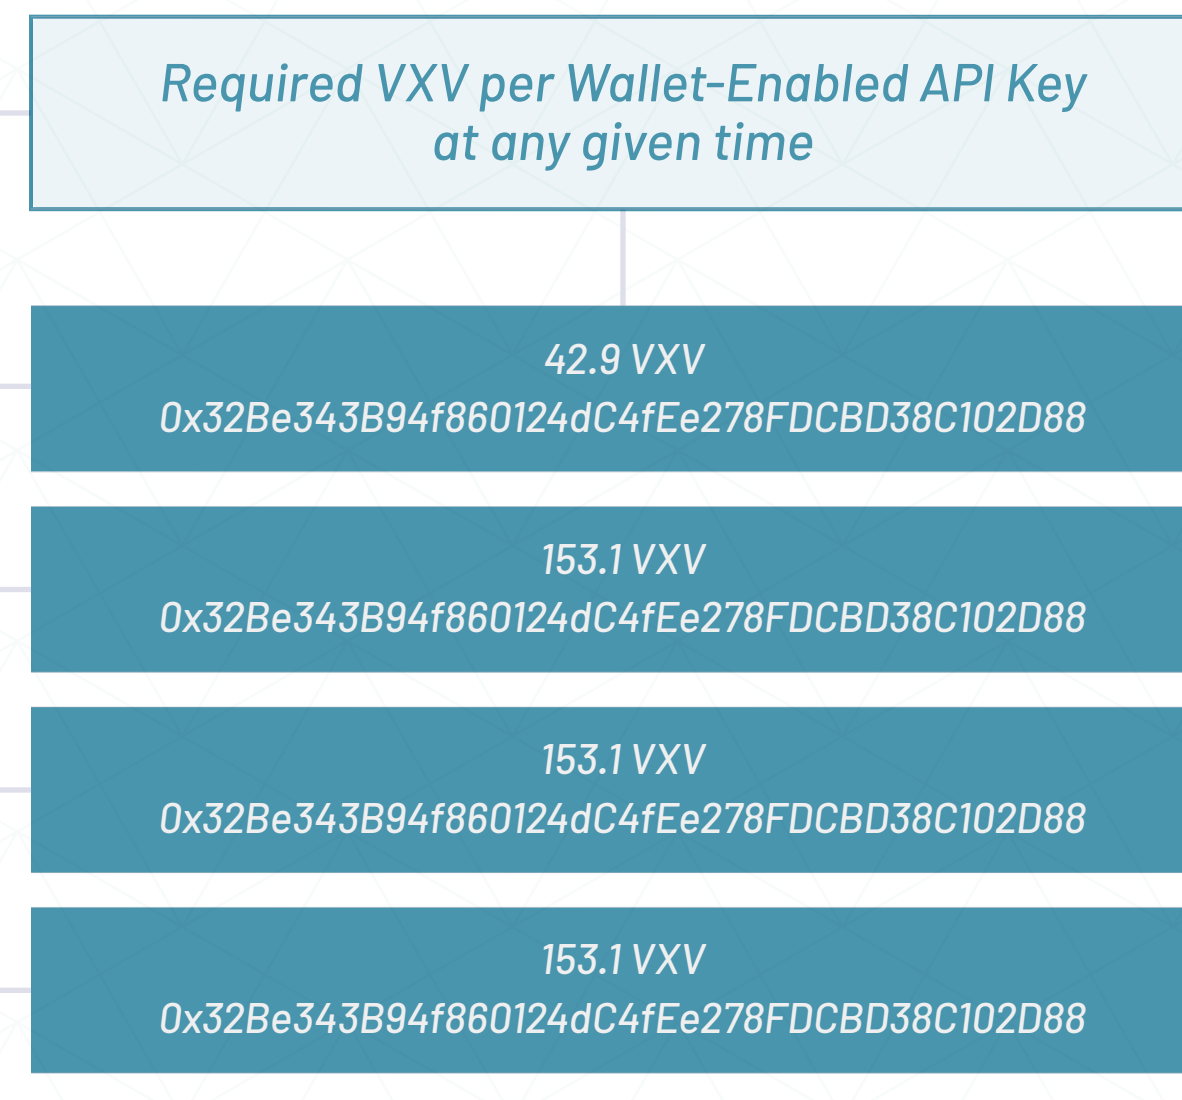 Required VXV per Wallet-Enabled API Key
at any given time
42.9 VXV
0x32Be343B94f860124dC4fEe278FDCBD38C102D88
153.1 VXV
0x32Be343B94f860124dC4fEe278FDCBD38C102D88
153.1 VXV
0x32Be343B94f860124dC4fEe278FDCBD38C102D88
153.1 VXV
0x32Be343B94f860124dC4fEe278FDCBD38C102D88